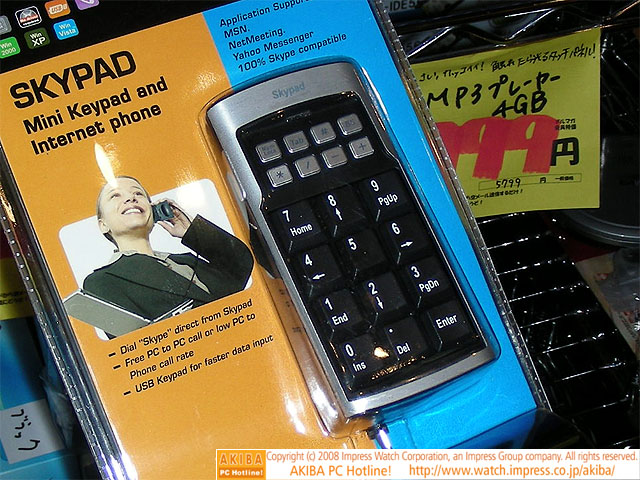 Win 2000
Win XP
Win Vista
SKYPAD
Mini Keypad and
Internet phone
Application Support
MSN.
NetMeeting.
Yahoo Messenger
100% Skype compatible
- Dial "Skype" direct from Skypad
- Free PC to PC call or low PC to
Phone call rate
- USB Keypad for faster data input
Skypad
Tab
#
*
/
-
+
7
Home
8
9
PgUp
4
5
6
1
End
2
3
PgDn
0
Ins
.
Del
Enter
MP3プレーヤー
4GB
円
5799 円
AKIBA
PC Hotline!
Copyright (c) 2008 Impress Watch Corporation, an Impress Group company. All rights reserved.
AKIBA PC Hotline! http://www.watch.impress.co.jp/akiba/